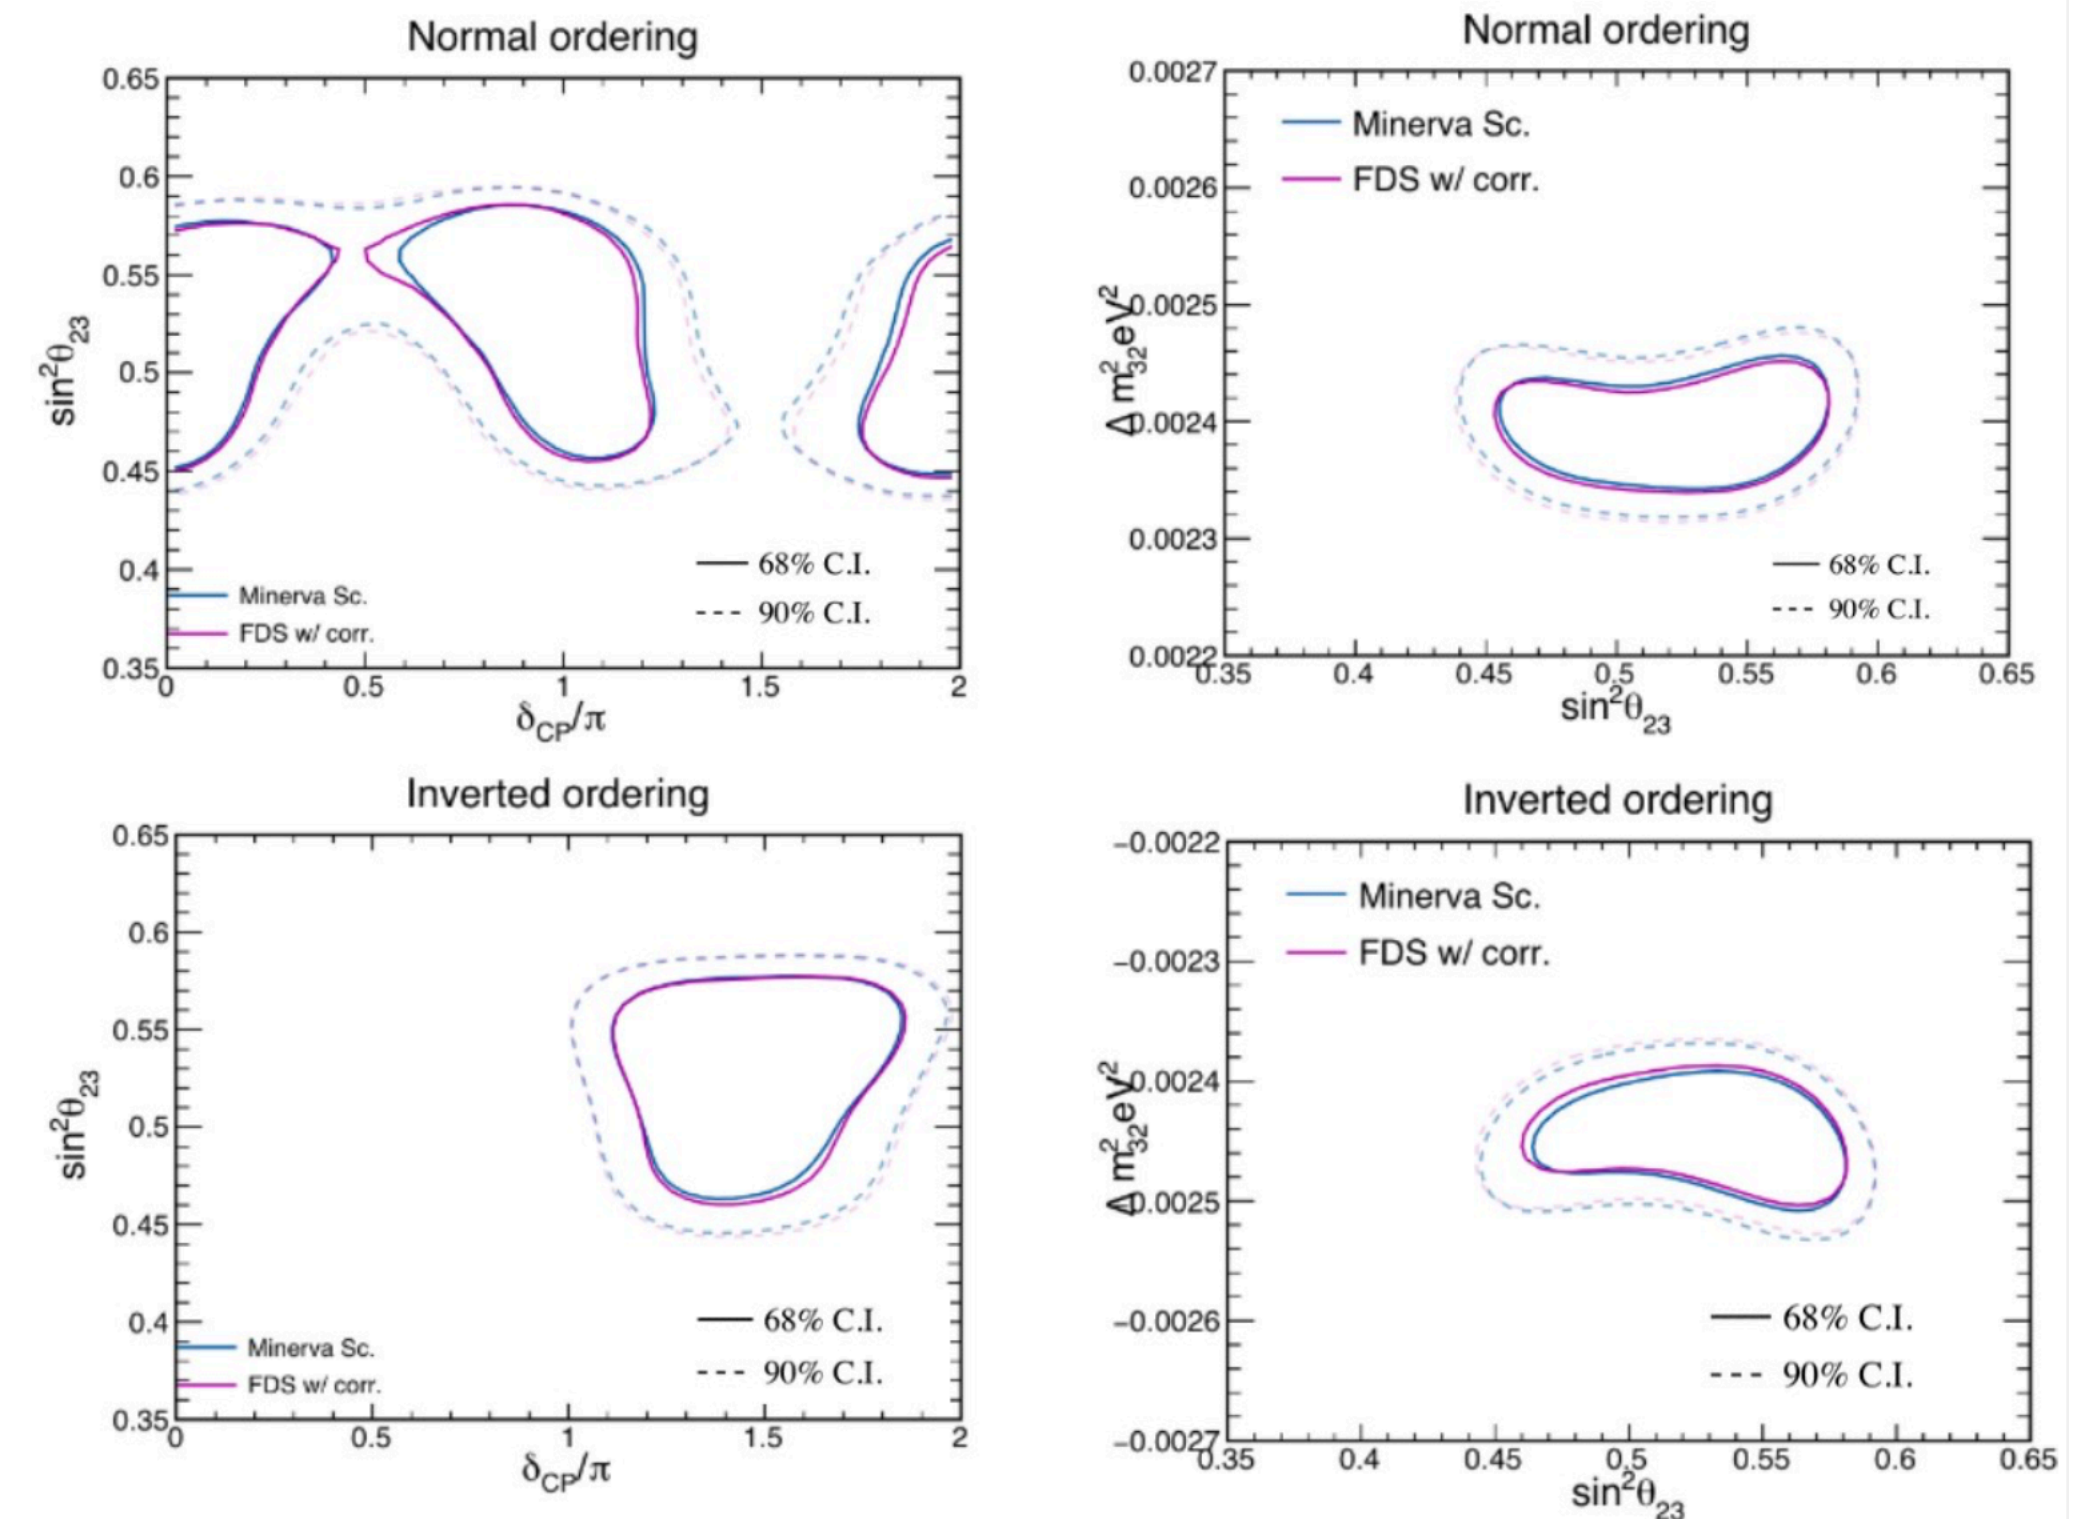 Normal ordering
0.65
0.6
0.55
0.5
0.45
0.4
0.35
sin²θ₂₃
Minerva Sc.
FDS w/ corr.
68% C.I.
90% C.I.
0 0.5 1 1.5 2
δCP/π
Normal ordering
0.0027
0.0026
0.0025
0.0024
0.0023
0.0022
Δ m²₃₂eV²
Minerva Sc.
FDS w/ corr.
68% C.I.
90% C.I.
0.35 0.4 0.45 0.5 0.55 0.6 0.65
sin²θ₂₃
Inverted ordering
0.65
0.6
0.55
0.5
0.45
0.4
0.35
sin²θ₂₃
Minerva Sc.
FDS w/ corr.
68% C.I.
90% C.I.
0 0.5 1 1.5 2
δCP/π
Inverted ordering
−0.0022
−0.0023
0.0024
0.0025
−0.0026
−0.0027
Δ m²₃₂eV²
Minerva Sc.
FDS w/ corr.
68% C.I.
90% C.I.
0.35 0.4 0.45 0.5 0.55 0.6 0.65
sin²θ₂₃